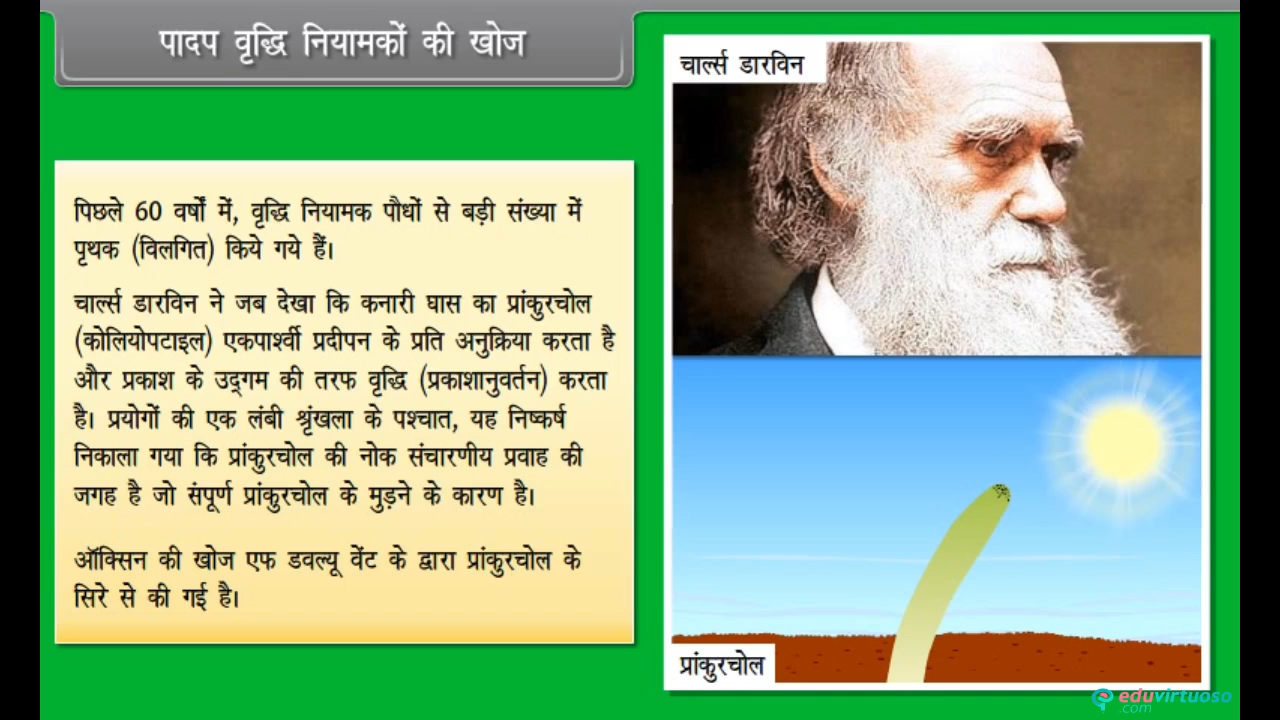 पादप वृद्धि नियामकों की खोज
पिछले 60 वर्षों में, वृद्धि नियामक पौधों से बड़ी संख्या में
पृथक (विलगित) किये गये हैं।
चार्ल्स डारविन ने जब देखा कि कनारी घास का प्रांकुरचोल
(कोलियोपटाइल) एकपार्श्वी प्रदीपन के प्रति अनुक्रिया करता है
और प्रकाश के उद्‌गम की तरफ वृद्धि (प्रकाशानुवर्तन) करता
है। प्रयोगों की एक लंबी श्रृंखला के पश्चात, यह निष्कर्ष
निकाला गया कि प्रांकुरचोल की नोक संचारणीय प्रवाह की
जगह है जो संपूर्ण प्रांकुरचोल के मुड़ने के कारण है।
ऑक्सिन की खोज एफ डवल्यू वेंट के द्वारा प्रांकुरचोल के
सिरे से की गई है।
चार्ल्स डारविन
प्रांकुरचोल
eduvirtuoso
.com